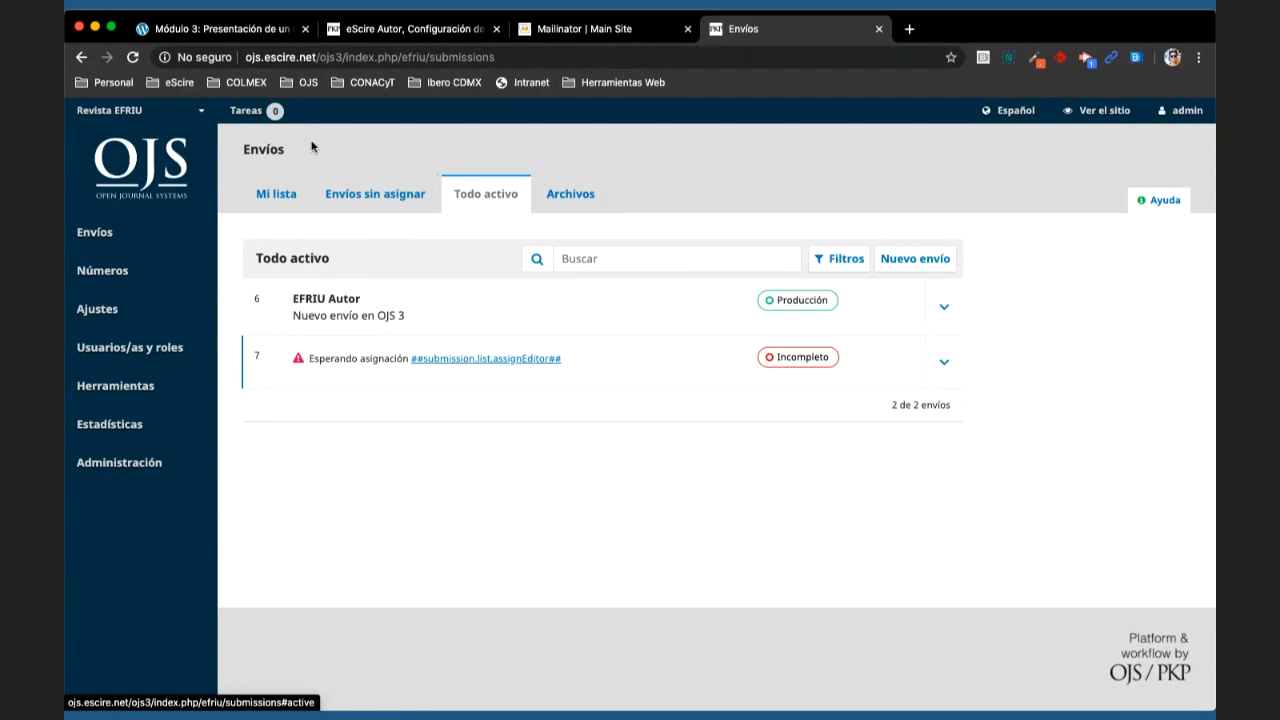 Módulo 3: Presentación de un
eScire Autor, Configuración de
Mailinator | Main Site
Envíos
No seguro
ojs.escire.net/ojs3/index.php/efriu/submissions
Personal
eScire
COLMEX
OJS
CONACyT
Ibero CDMX
Intranet
Herramientas Web
Revista EFRIU
Tareas 0
Español
Ver el sitio
admin
OJS
OPEN JOURNAL SYSTEMS
Envíos
Números
Ajustes
Usuarios/as y roles
Herramientas
Estadísticas
Administración
Envíos
Mi lista
Envíos sin asignar
Todo activo
Archivos
Ayuda
Todo activo
Buscar
Filtros
Nuevo envío
6
EFRIU Autor
Nuevo envío en OJS 3
Producción
7
Esperando asignación ##submission.list.assignEditor##
Incompleto
2 de 2 envíos
Platform &
workflow by
OJS / PKP
ojs.escire.net/ojs3/index.php/efriu/submissions#active